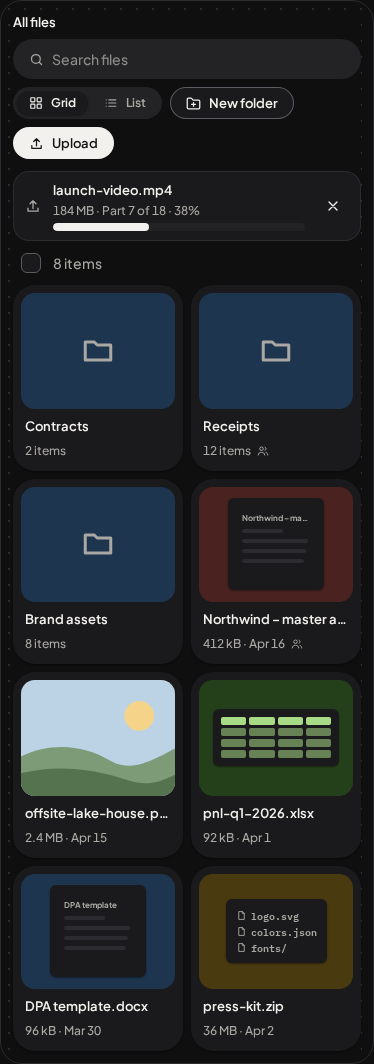 All files
Search files
Grid List New folder
Upload
launch-video.mp4
184 MB · Part 7 of 18 · 38%
8 items
Contracts
2 items
Receipts
12 items
Brand assets
8 items
Northwind – ma…
Northwind – master a…
412 kB · Apr 16
offsite-lake-house.p…
2.4 MB · Apr 15
pnl-q1-2026.xlsx
92 kB · Apr 1
DPA template
DPA template.docx
96 kB · Mar 30
logo.svg
colors.json
fonts/
press-kit.zip
36 MB · Apr 2